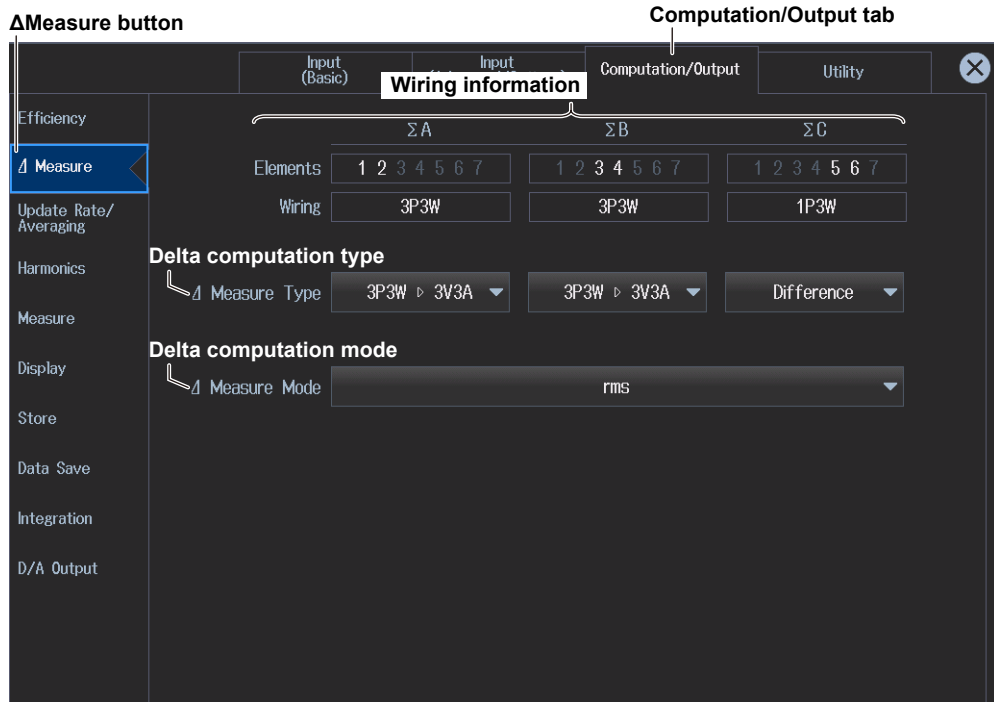 ΔMeasure button
Computation/Output tab
Input
(Basic)
Input
Computation/Output
Utility
Wiring information
Efficiency
Δ Measure
Update Rate/
Averaging
Harmonics
Measure
Display
Store
Data Save
Integration
D/A Output
ΣA ΣB ΣC
Elements 1 2 3 4 5 6 7 1 2 3 4 5 6 7 1 2 3 4 5 6 7
Wiring 3P3W 3P3W 1P3W
Delta computation type
Δ Measure Type 3P3W ▷ 3V3A 3P3W ▷ 3V3A Difference
Delta computation mode
Δ Measure Mode rms